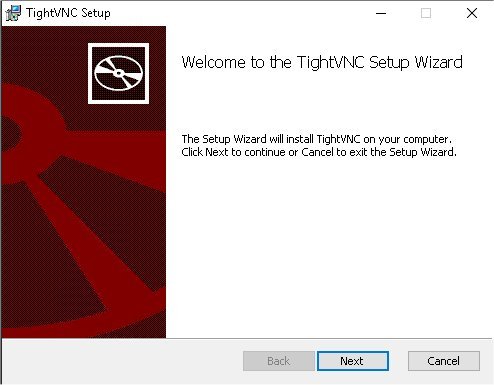 TightVNC Setup
Welcome to the TightVNC Setup Wizard
The Setup Wizard will install TightVNC on your computer.
Click Next to continue or Cancel to exit the Setup Wizard.
Back Next Cancel